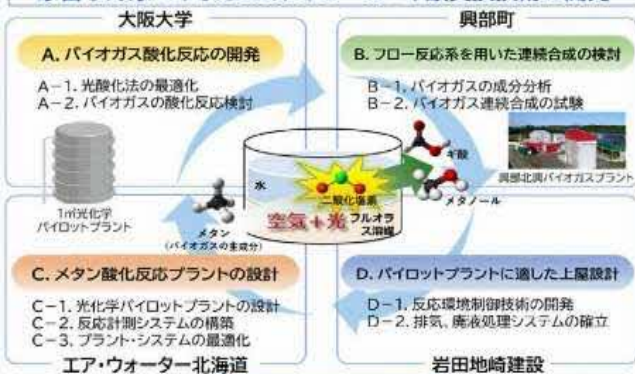 大阪大学
興部町
A. バイオガス酸化反応の開発
A-1. 光酸化法の最適化
A-2. バイオガスの酸化反応検討
B. フロー反応系を用いた連続合成の検討
B-1. バイオガスの成分分析
B-2. バイオガス連続合成の試験
1㎥光化学
パイロットプラント
水
二酸化塩素
空気+光
フルオラ
ス溶媒
メタン
(バイオガスの主成分)
ギ酸
メタノール
興部北興バイオガスプラント
C. メタン酸化反応プラントの設計
C-1. 光化学パイロットプラントの設計
C-2. 反応計測システムの構築
C-3. プラント・システムの最適化
D. パイロットプラントに適した上屋設計
D-1. 反応環境制御技術の開発
D-2. 排気、廃液処理システムの確立
エア・ウォーター北海道
岩田地崎建設